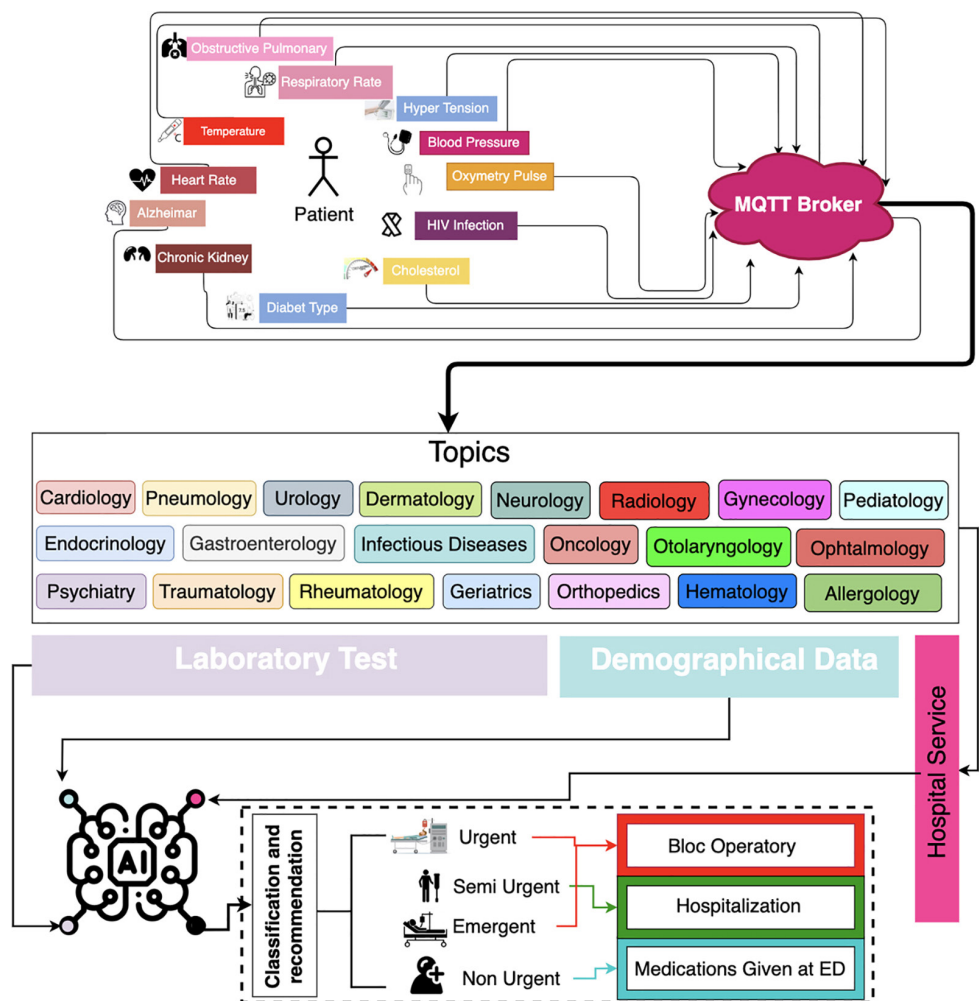 Obstructive Pulmonary
Respiratory Rate
Hyper Tension
Temperature
Blood Pressure
Heart Rate
Oxymetry Pulse
Patient
MQTT Broker
Alzheimar
HIV Infection
Chronic Kidney
Cholesterol
Diabet Type
Topics
Cardiology Pneumology Urology Dermatology Neurology Radiology Gynecology Pediatology
Endocrinology Gastroenterology Infectious Diseases Oncology Otolaryngology Ophtalmology
Psychiatry Traumatology Rheumatology Geriatrics Orthopedics Hematology Allergology
Laboratory Test
Demographical Data
Hospital Service
AI
Classification and
recommendation
Urgent
Semi Urgent
Emergent
Non Urgent
Bloc Operatory
Hospitalization
Medications Given at ED